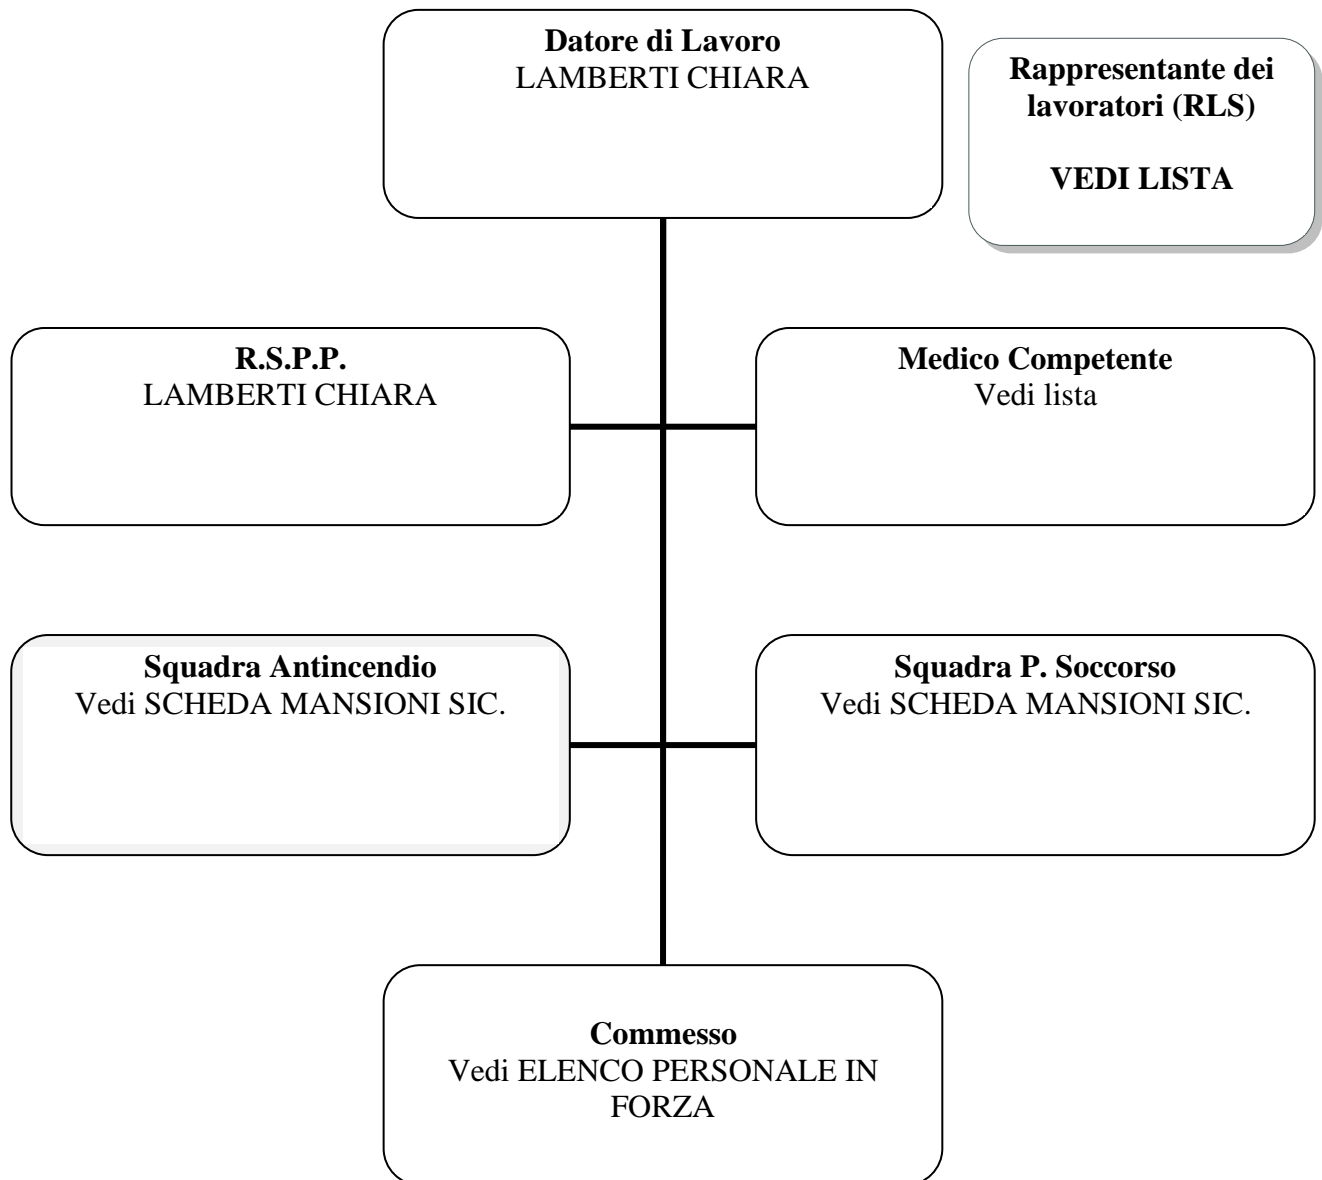 Datore di Lavoro
LAMBERTI CHIARA
Rappresentante dei
lavoratori (RLS)
VEDI LISTA
R.S.P.P.
LAMBERTI CHIARA
Medico Competente
Vedi lista
Squadra Antincendio
Vedi SCHEDA MANSIONI SIC.
Squadra P. Soccorso
Vedi SCHEDA MANSIONI SIC.
Commesso
Vedi ELENCO PERSONALE IN
FORZA